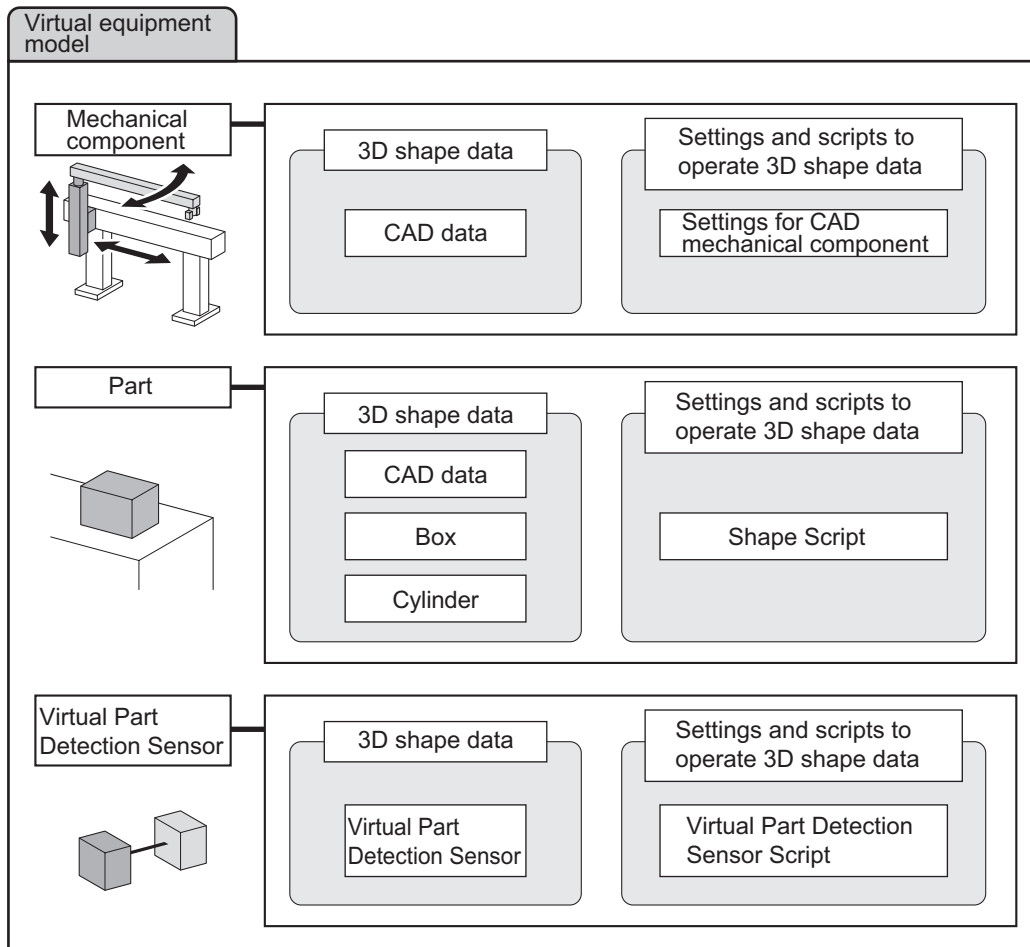 Virtual equipment
model
Mechanical
component
3D shape data
CAD data
Settings and scripts to
operate 3D shape data
Settings for CAD
mechanical component
Part
3D shape data
CAD data
Box
Cylinder
Settings and scripts to
operate 3D shape data
Shape Script
Virtual Part
Detection Sensor
3D shape data
Virtual Part
Detection Sensor
Settings and scripts to
operate 3D shape data
Virtual Part Detection
Sensor Script